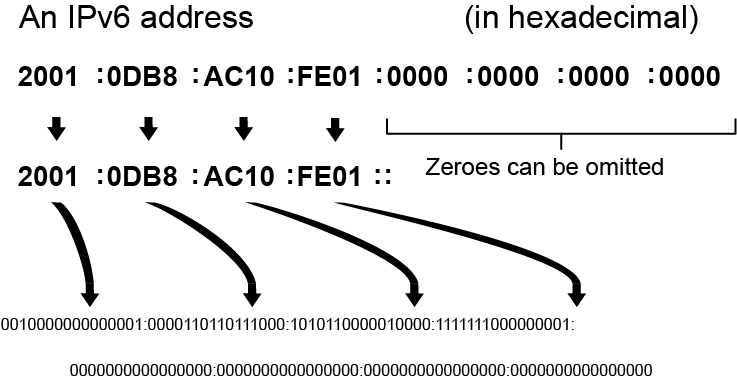 An IPv6 address (in hexadecimal)
2001 :0DB8 :AC10 :FE01 :0000 :0000 :0000 :0000
Zeroes can be omitted
2001 :0DB8 :AC10 :FE01 ::
0010000000000001:0000110110111000:1010110000010000:1111111000000001:
0000000000000000:0000000000000000:0000000000000000:0000000000000000